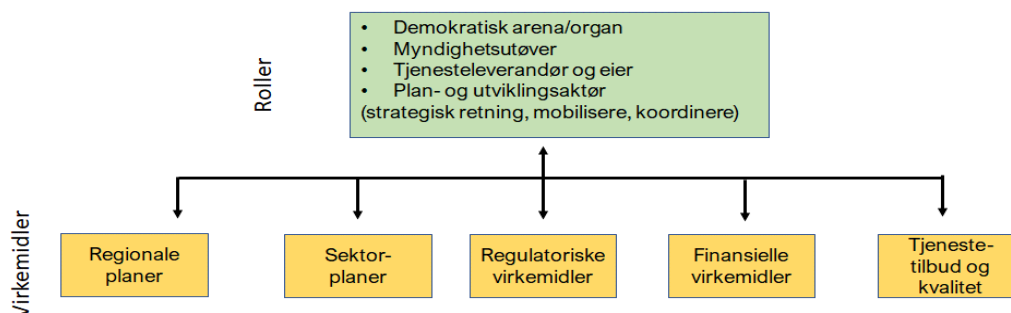 Roller
• Demokratisk arena/organ
• Myndighetsutøver
• Tjenesteleverandør og eier
• Plan- og utviklingsaktør
(strategisk retning, mobilisere, koordinere)
Virkemidler
Regionale
planer
Sektor-
planer
Regulatoriske
virkemidler
Finansielle
virkemidler
Tjeneste-
tilbud og
kvalitet